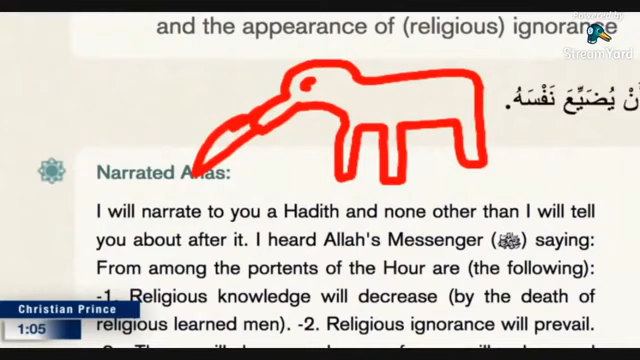 and the appearance of (religious) ignorance
Powered by
StreamYard
أَنْ يُضَيِّعَ نَفْسَهُ.
Narrated Anas:
I will narrate to you a Hadith and none other than I will tell
you about after it. I heard Allah's Messenger (ﷺ) saying:
From among the portents of the Hour are (the following):
-1. Religious knowledge will decrease (by the death of
religious learned men). -2. Religious ignorance will prevail.
Christian Prince
1:05